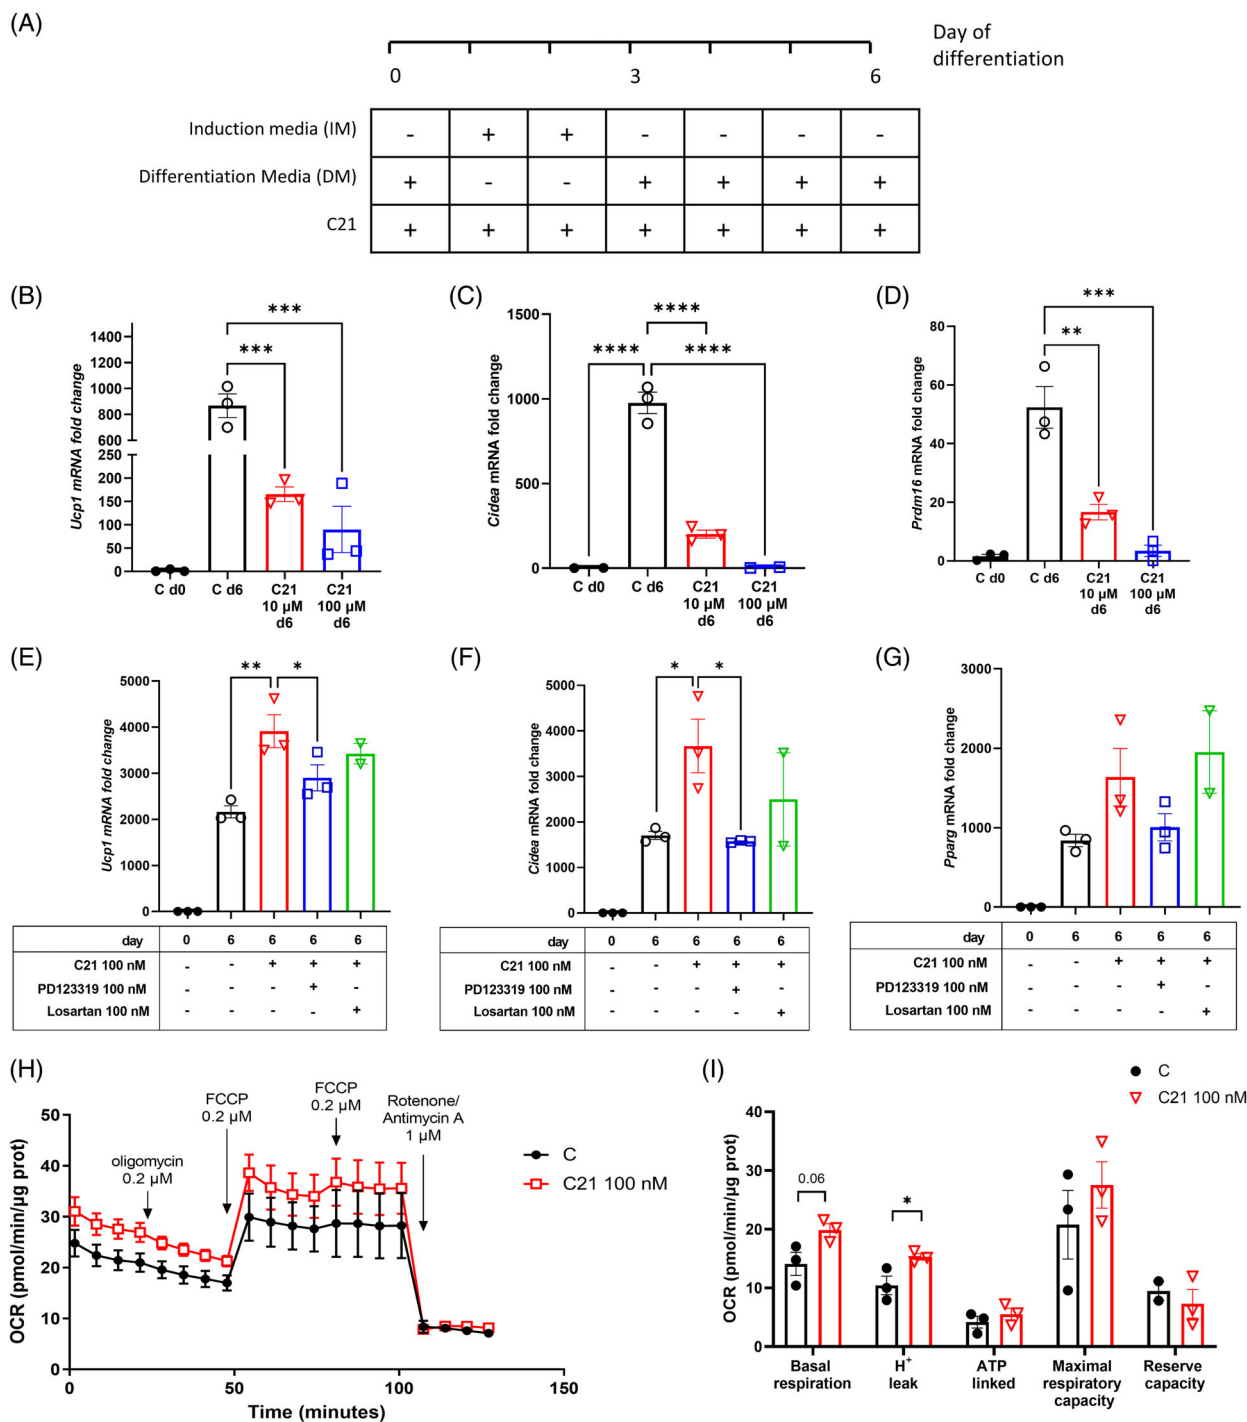 (A)
Day of
differentiation
0 3 6
Induction media (IM) - + + - - - -
Differentiation Media (DM) + - - + + + +
C21 + + + + + + +
(B)
Ucp1 mRNA fold change
1400
1200
1000
800
600
200
150
100
50
0
***
***
C d0
C d6
C21
10 µM
d6
C21
100 µM
d6
(C)
Cidea mRNA fold change
1500
1000
500
0
****
**** ****
C d0
C d6
C21
10 µM
d6
C21
100 µM
d6
(D)
Prdm16 mRNA fold change
80
60
40
20
0
***
**
C d0
C d6
C21
10 µM
d6
C21
100 µM
d6
(E)
Ucp1 mRNA fold change
5000
4000
3000
2000
1000
0
** *
day 0 6 6 6 6
C21 100 nM - - + + +
PD123319 100 nM - - - + -
Losartan 100 nM - - - - +
(F)
Cidea mRNA fold change
5000
4000
3000
2000
1000
0
* *
day 0 6 6 6 6
C21 100 nM - - + + +
PD123319 100 nM - - - + -
Losartan 100 nM - - - - +
(G)
Pparg mRNA fold change
3000
2000
1000
0
day 0 6 6 6 6
C21 100 nM - - + + +
PD123319 100 nM - - - + -
Losartan 100 nM - - - - +
(H)
OCR (pmol/min/µg prot)
50
40
30
20
10
0
oligomycin
0.2 µM
FCCP
0.2 µM
FCCP
0.2 µM
Rotenone/
Antimycin A
1 µM
C
C21 100 nM
0 50 100 150
Time (minutes)
(I)
C
C21 100 nM
OCR (pmol/min/µg prot)
40
30
20
10
0
0.06
*
Basal
respiration
H+
leak
ATP
linked
Maximal
respiratory
capacity
Reserve
capacity